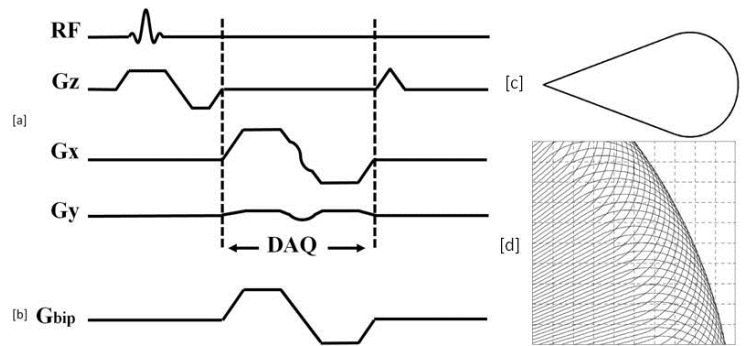 RF
Gz
[c]
[a]
Gx
Gy
[d]
DAQ
[b] Gbip